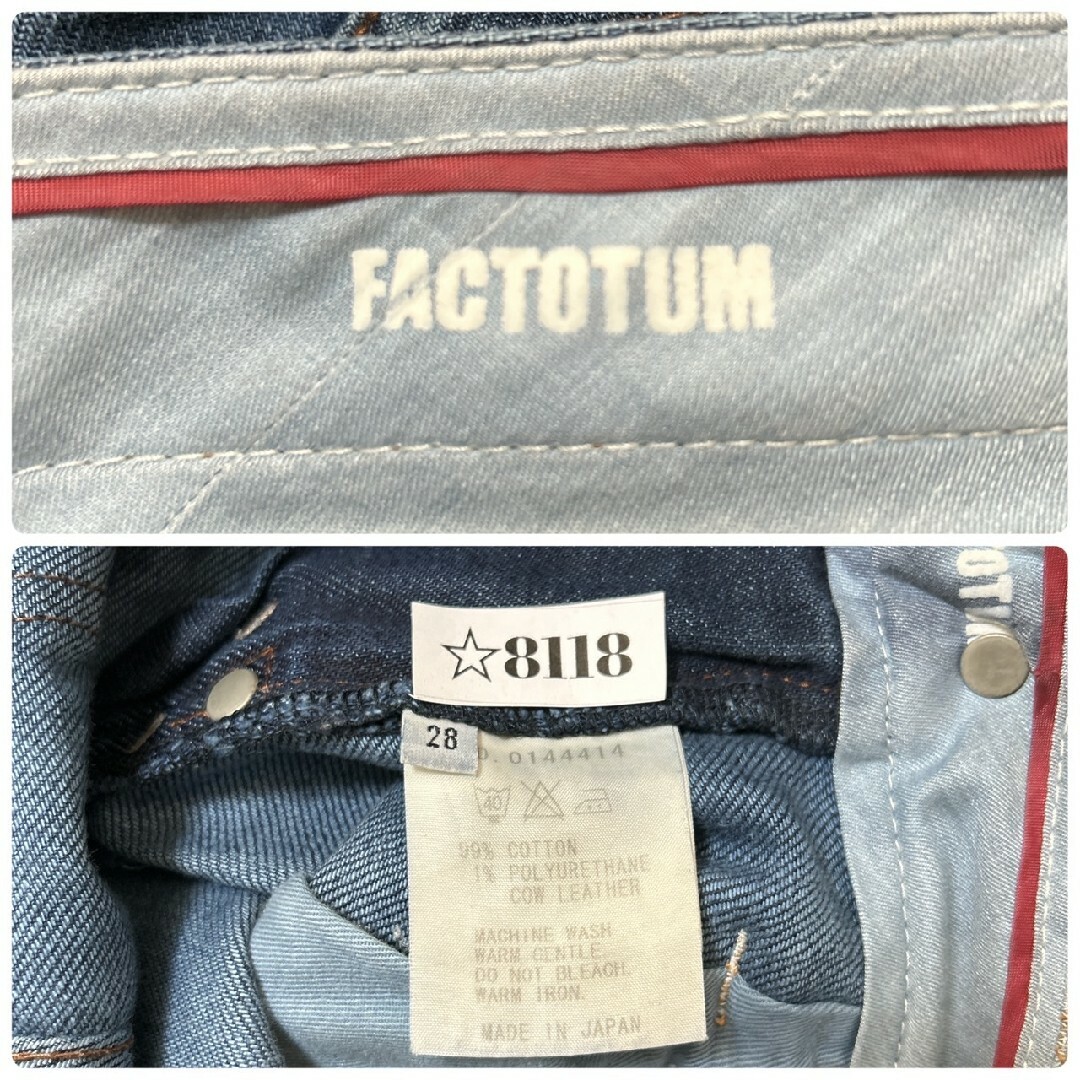 FACTOTUM
☆8118
28
0144414
40
99% COTTON
1% POLYURETHANE
COW LEATHER
MACHINE WASH
WARM GENTLE.
DO NOT BLEACH.
WARM IRON.
MADE IN JAPAN